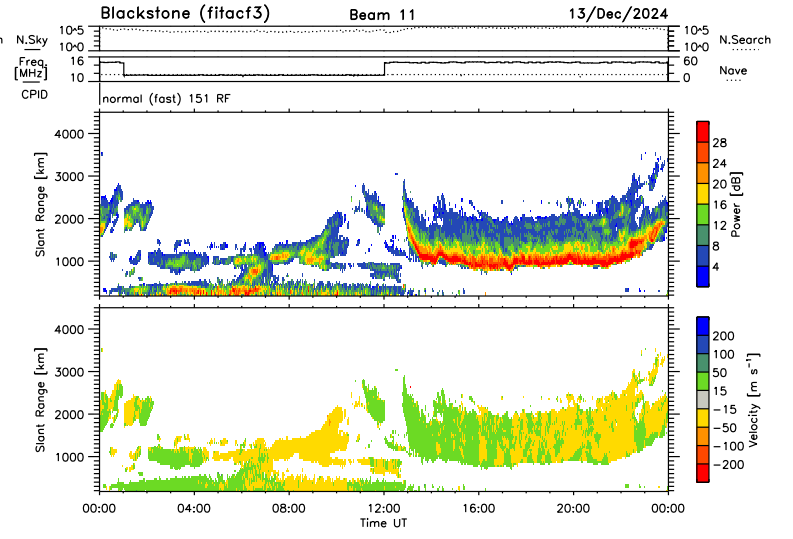 Blackstone (fitacf3) Beam 11 13/Dec/2024
N.Sky 10^5 10^0 10^5 10^0 N.Search
Freq. [MHz] 16 10 60 0 Nave
CPID normal (fast) 151 RF
Slant Range [km] 4000 3000 2000 1000
Power [dB] 28 24 20 16 12 8 4
Slant Range [km] 4000 3000 2000 1000
Velocity [m s⁻¹] 200 100 50 15 -15 -50 -100 -200
00:00 04:00 08:00 12:00 16:00 20:00 00:00
Time UT